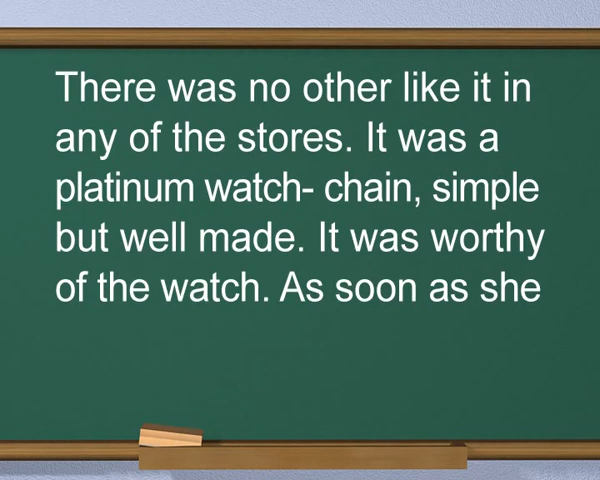 There was no other like it in
any of the stores. It was a
platinum watch- chain, simple
but well made. It was worthy
of the watch. As soon as she